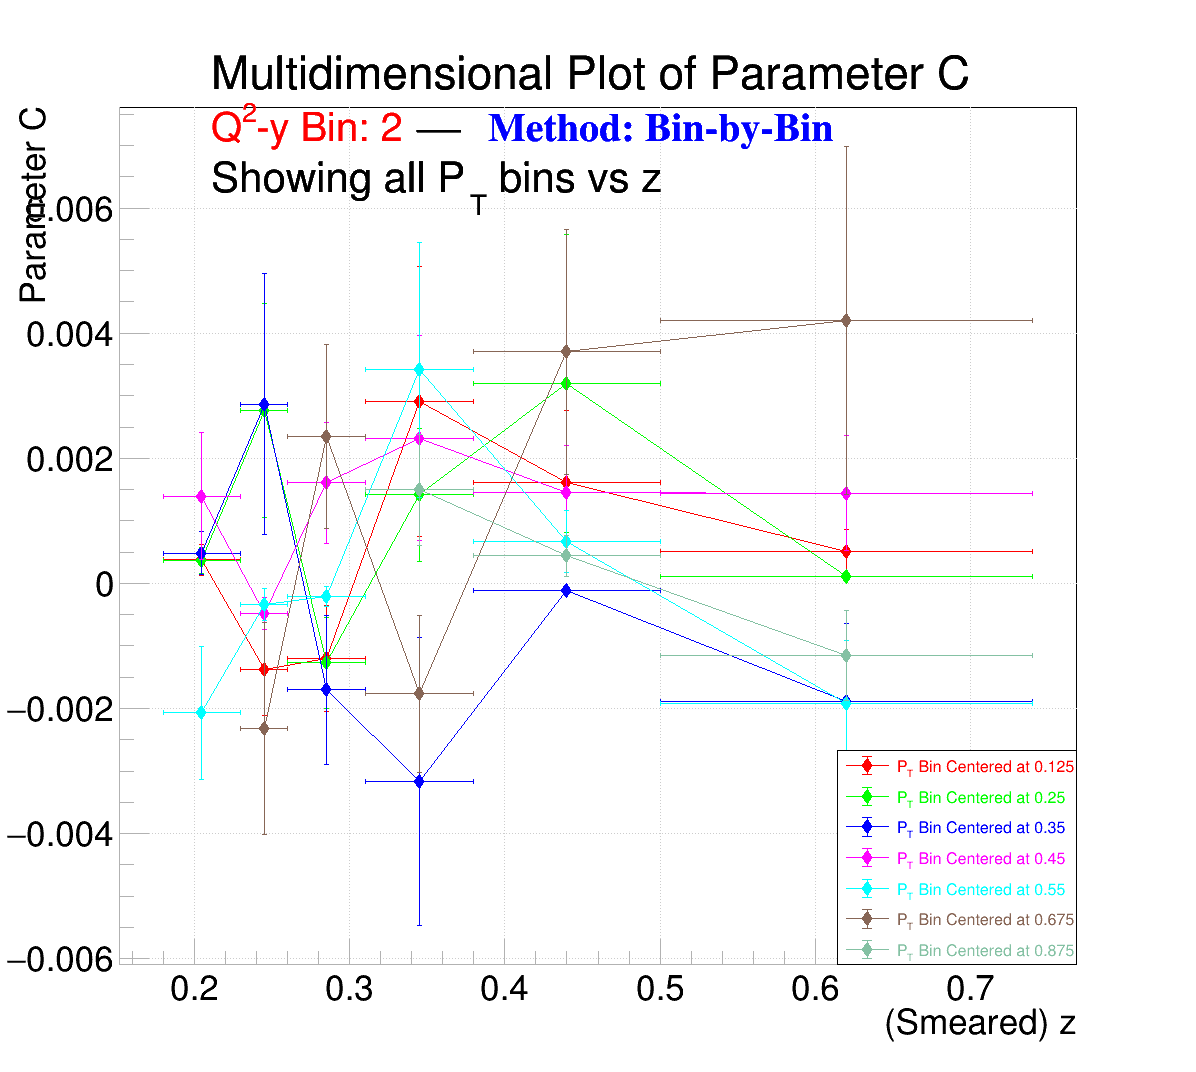 Multidimensional Plot of Parameter C
Q2-y Bin: 2 — Method: Bin-by-Bin
Showing all PT bins vs z
Parameter C
0.006
0.004
0.002
0
−0.002
−0.004
−0.006
PT Bin Centered at 0.125
PT Bin Centered at 0.25
PT Bin Centered at 0.35
PT Bin Centered at 0.45
PT Bin Centered at 0.55
PT Bin Centered at 0.675
PT Bin Centered at 0.875
0.2 0.3 0.4 0.5 0.6 0.7
(Smeared) z